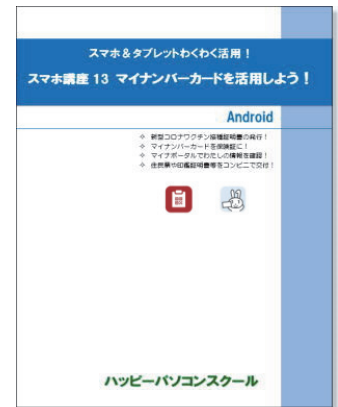 スマホ&タブレットわくわく活用!
スマホ講座 13 マイナンバーカードを活用しよう!
Android
❖ 新型コロナワクチン接種証明書の発行!
❖ マイナンバーカードを保険証に!
❖ マイナポータルでわたしの情報を確認!
❖ 住民票や印鑑証明書等をコンビニで交付!
ハッピーパソコンスクール